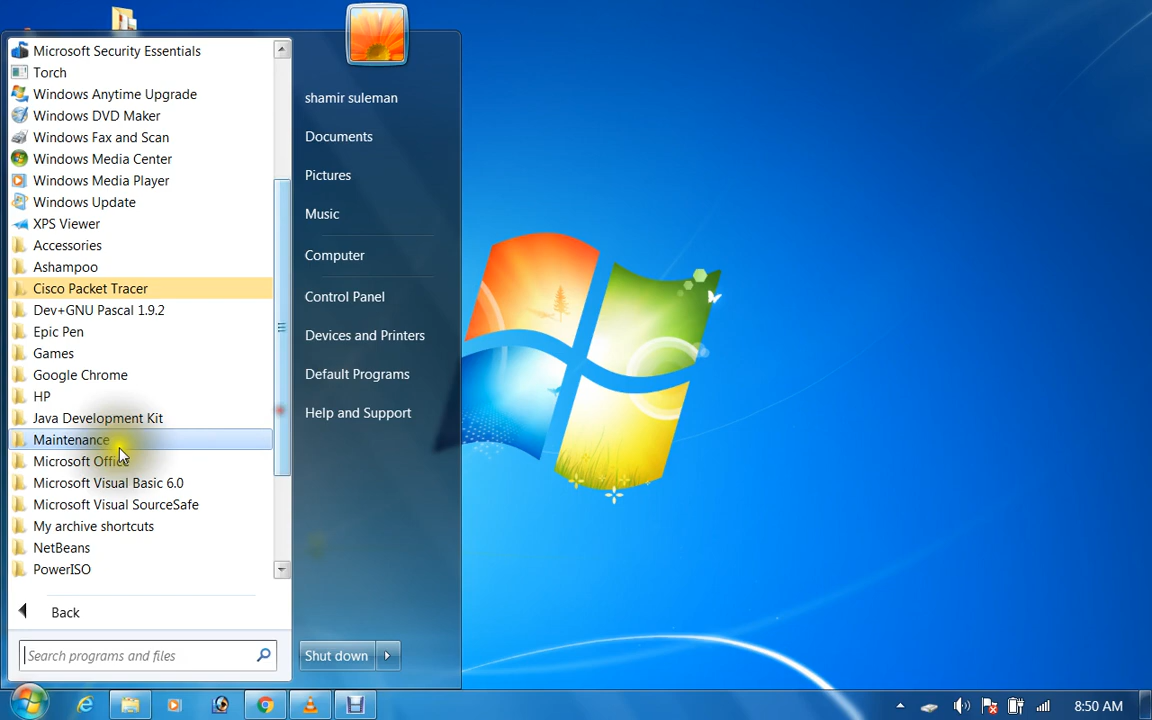 Microsoft Security Essentials
Torch
Windows Anytime Upgrade
Windows DVD Maker
Windows Fax and Scan
Windows Media Center
Windows Media Player
Windows Update
XPS Viewer
Accessories
Ashampoo
Cisco Packet Tracer
Dev+GNU Pascal 1.9.2
Epic Pen
Games
Google Chrome
HP
Java Development Kit
Maintenance
Microsoft Office
Microsoft Visual Basic 6.0
Microsoft Visual SourceSafe
My archive shortcuts
NetBeans
PowerISO
Back
Search programs and files
shamir suleman
Documents
Pictures
Music
Computer
Control Panel
Devices and Printers
Default Programs
Help and Support
Shut down
8:50 AM